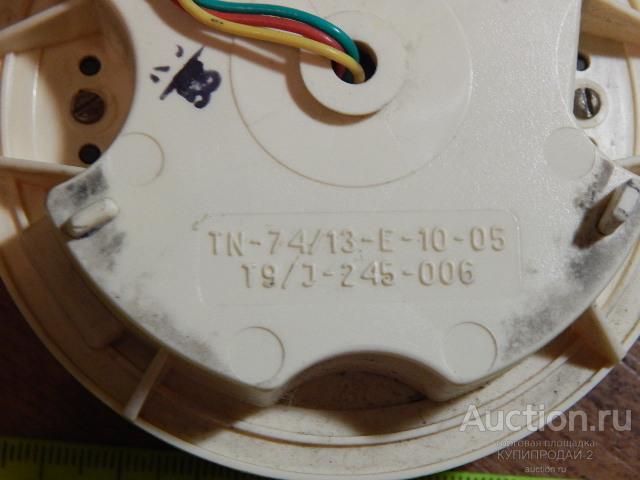 TN-74/13-E-10-05
T9/J-245-006
Auction.ru
торговая площадка
КУПИПРОДАЙ-2
auction.ru